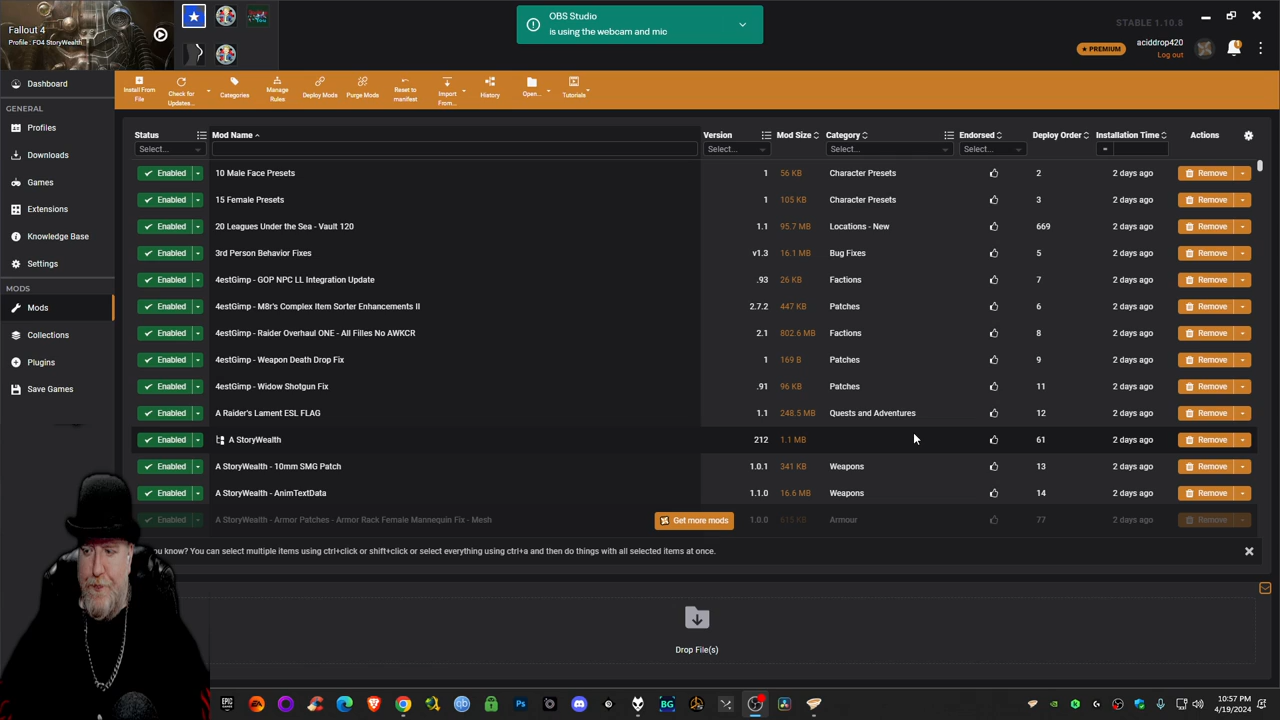 Fallout 4
Profile : FO4 StoryWealth
OBS Studio
is using the webcam and mic
STABLE 1.10.8
PREMIUM
aciddrop420
Log out
Dashboard
GENERAL
Profiles
Downloads
Games
Extensions
Knowledge Base
Settings
MODS
Mods
Collections
Plugins
Save Games
Install From File
Check for Updates...
Categories
Manage Rules
Deploy Mods
Purge Mods
Reset to manifest
Import From...
History
Open...
Tutorials
Status Mod Name Version Mod Size Category Endorsed Deploy Order Installation Time Actions
Select... Select... Select... Select... =
Enabled 10 Male Face Presets 1 56 KB Character Presets 2 2 days ago Remove
Enabled 15 Female Presets 1 105 KB Character Presets 3 2 days ago Remove
Enabled 20 Leagues Under the Sea - Vault 120 1.1 95.7 MB Locations - New 669 2 days ago Remove
Enabled 3rd Person Behavior Fixes v1.3 16.1 MB Bug Fixes 5 2 days ago Remove
Enabled 4estGimp - GOP NPC LL Integration Update .93 26 KB Factions 7 2 days ago Remove
Enabled 4estGimp - M8r's Complex Item Sorter Enhancements II 2.7.2 447 KB Patches 6 2 days ago Remove
Enabled 4estGimp - Raider Overhaul ONE - All Filles No AWKCR 2.1 802.6 MB Factions 8 2 days ago Remove
Enabled 4estGimp - Weapon Death Drop Fix 1 169 B Patches 9 2 days ago Remove
Enabled 4estGimp - Widow Shotgun Fix .91 96 KB Patches 11 2 days ago Remove
Enabled A Raider's Lament ESL FLAG 1.1 248.5 MB Quests and Adventures 12 2 days ago Remove
Enabled A StoryWealth 212 1.1 MB 61 2 days ago Remove
Enabled A StoryWealth - 10mm SMG Patch 1.0.1 341 KB Weapons 13 2 days ago Remove
Enabled A StoryWealth - AnimTextData 1.1.0 16.6 MB Weapons 14 2 days ago Remove
Enabled A StoryWealth - Armor Patches - Armor Rack Female Mannequin Fix - Mesh Get more mods 1.0.0 615 KB Armour 77 2 days ago Remove
you know? You can select multiple items using ctrl+click or shift+click or select everything using ctrl+a and then do things with all selected items at once.
Drop File(s)
10:57 PM
4/19/2024